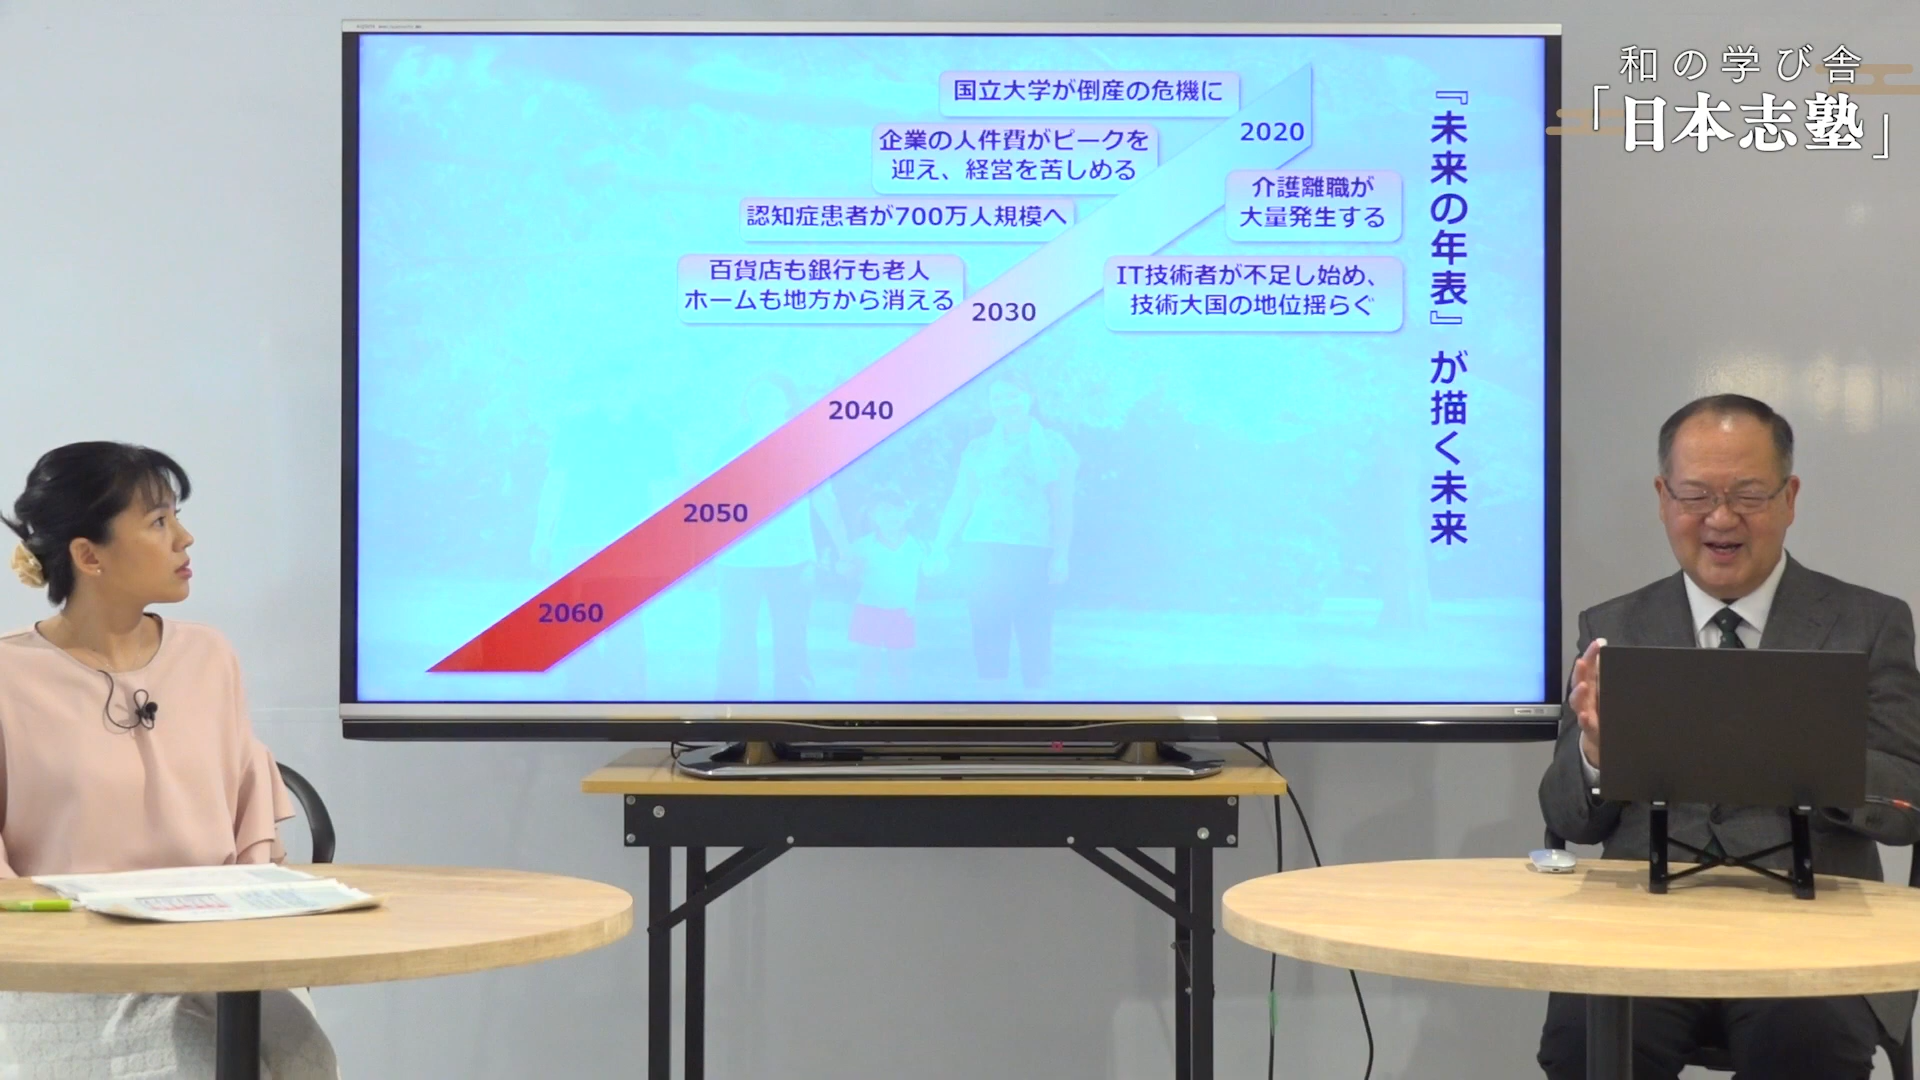 和の学び舎
「日本志塾」
『未来の年表』が描く未来
国立大学が倒産の危機に
2020
企業の人件費がピークを
迎え、経営を苦しめる
介護離職が
大量発生する
認知症患者が700万人規模へ
IT技術者が不足し始め、
技術大国の地位揺らぐ
百貨店も銀行も老人
ホームも地方から消える
2030
2040
2050
2060